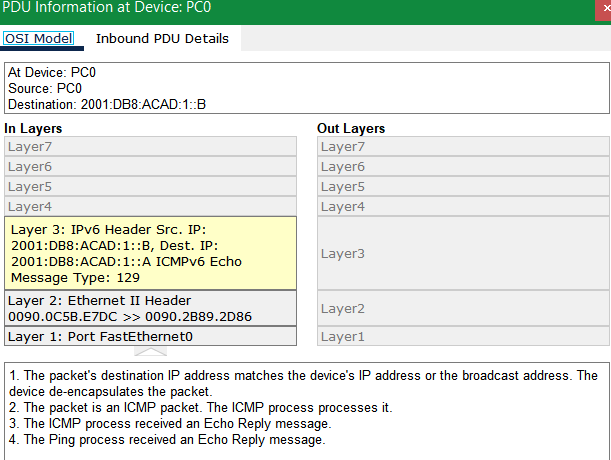 PDU Information at Device: PC0
OSI Model Inbound PDU Details
At Device: PC0
Source: PC0
Destination: 2001:DB8:ACAD:1::B
In Layers
Layer7
Layer6
Layer5
Layer4
Layer 3: IPv6 Header Src. IP:
2001:DB8:ACAD:1::B, Dest. IP:
2001:DB8:ACAD:1::A ICMPv6 Echo
Message Type: 129
Layer 2: Ethernet II Header
0090.0C5B.E7DC >> 0090.2B89.2D86
Layer 1: Port FastEthernet0
Out Layers
Layer7
Layer6
Layer5
Layer4
Layer3
Layer2
Layer1
1. The packet's destination IP address matches the device's IP address or the broadcast address. The
device de-encapsulates the packet.
2. The packet is an ICMP packet. The ICMP process processes it.
3. The ICMP process received an Echo Reply message.
4. The Ping process received an Echo Reply message.